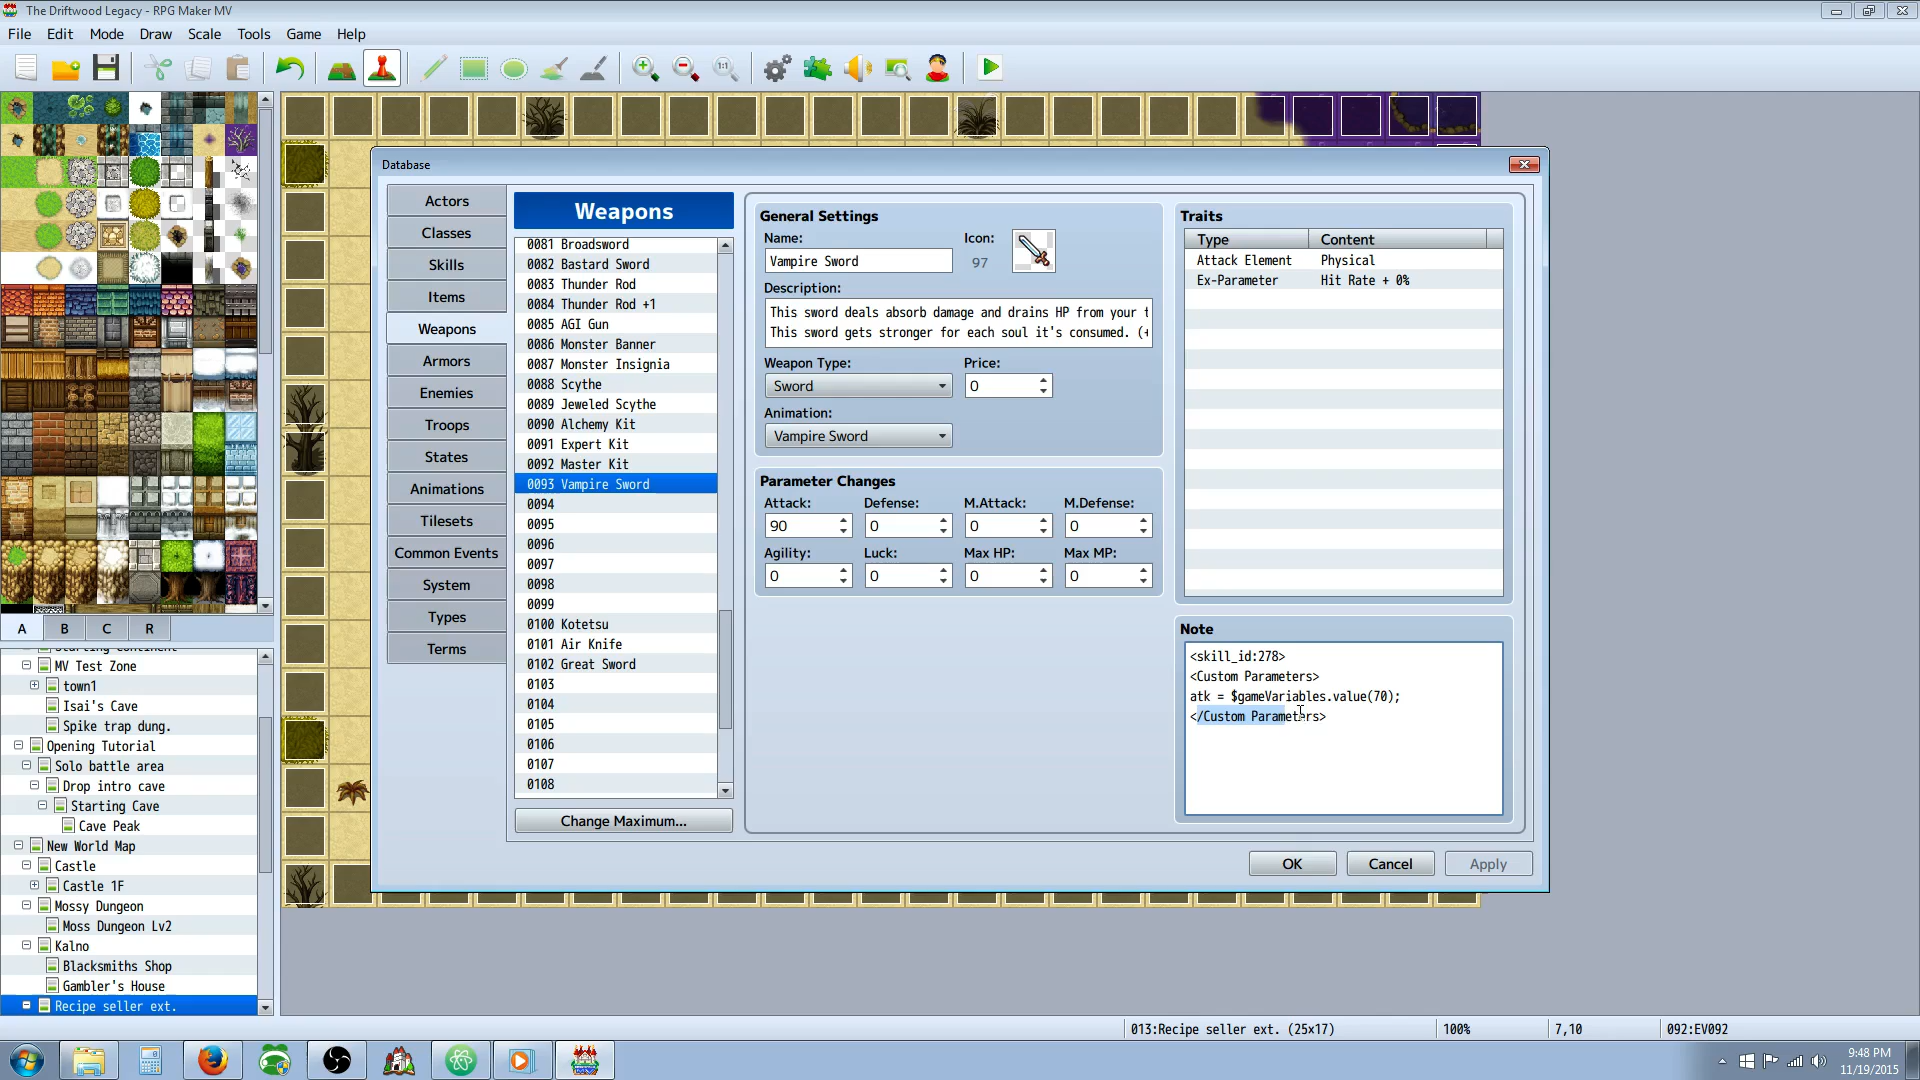 The Driftwood Legacy - RPG Maker MV
File Edit Mode Draw Scale Tools Game Help
1:1
Database
Actors
Classes
Skills
Items
Weapons
Armors
Enemies
Troops
States
Animations
Tilesets
Common Events
System
Types
Terms
Weapons
0081 Broadsword
0082 Bastard Sword
0083 Thunder Rod
0084 Thunder Rod +1
0085 AGI Gun
0086 Monster Banner
0087 Monster Insignia
0088 Scythe
0089 Jeweled Scythe
0090 Alchemy Kit
0091 Expert Kit
0092 Master Kit
0093 Vampire Sword
0094
0095
0096
0097
0098
0099
0100 Kotetsu
0101 Air Knife
0102 Great Sword
0103
0104
0105
0106
0107
0108
Change Maximum...
General Settings
Name: Icon:
Vampire Sword 97
Description:
This sword deals absorb damage and drains HP from your t
This sword gets stronger for each soul it's consumed. (+
Weapon Type: Price:
Sword 0
Animation:
Vampire Sword
Parameter Changes
Attack: Defense: M.Attack: M.Defense:
90 0 0 0
Agility: Luck: Max HP: Max MP:
0 0 0 0
Traits
Type Content
Attack Element Physical
Ex-Parameter Hit Rate + 0%
Note
<skill_id:278>
<Custom Parameters>
atk = $gameVariables.value(70);
</Custom Parameters>
OK Cancel Apply
A B C R
Starting Continent
MV Test Zone
town1
Isai's Cave
Spike trap dung.
Opening Tutorial
Solo battle area
Drop intro cave
Starting Cave
Cave Peak
New World Map
Castle
Castle 1F
Mossy Dungeon
Moss Dungeon Lv2
Kalno
Blacksmiths Shop
Gambler's House
Recipe seller ext.
013:Recipe seller ext. (25x17) 100% 7,10 092:EV092
9:48 PM
11/19/2015